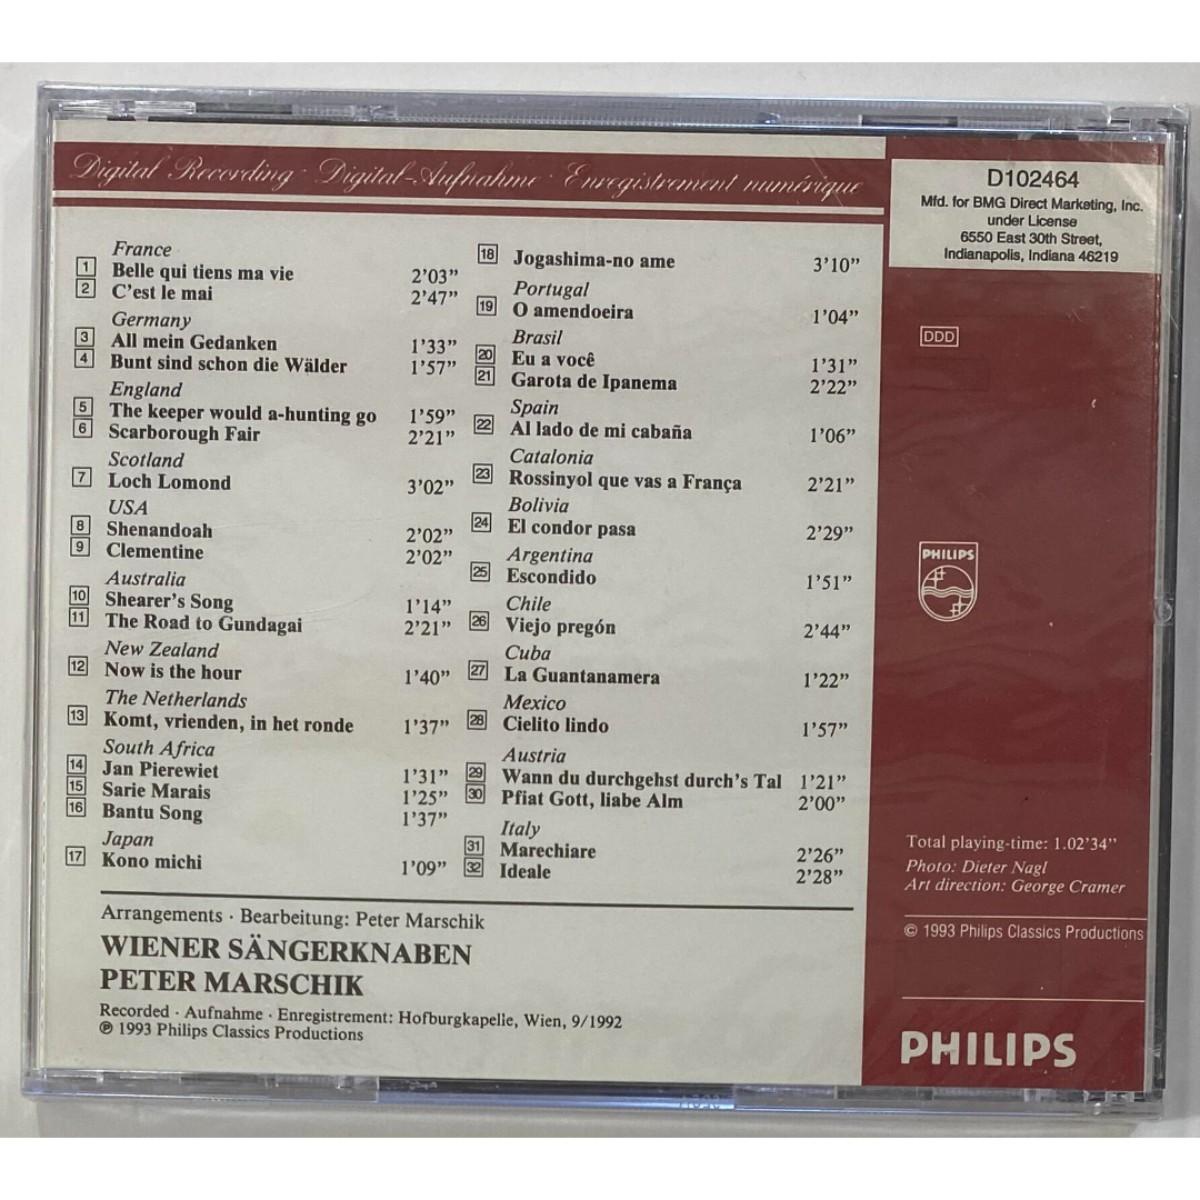 Digital Recording · Digital-Aufnahme · Enregistrement numérique
France
1 Belle qui tiens ma vie 2'03"
2 C'est le mai 2'47"
Germany
3 All mein Gedanken 1'33"
4 Bunt sind schon die Wälder 1'57"
England
5 The keeper would a-hunting go 1'59"
6 Scarborough Fair 2'21"
Scotland
7 Loch Lomond 3'02"
USA
8 Shenandoah 2'02"
9 Clementine 2'02"
Australia
10 Shearer's Song 1'14"
11 The Road to Gundagai 2'21"
New Zealand
12 Now is the hour 1'40"
The Netherlands
13 Komt, vrienden, in het ronde 1'37"
South Africa
14 Jan Pierewiet 1'31"
15 Sarie Marais 1'25"
16 Bantu Song 1'37"
Japan
17 Kono michi 1'09"
18 Jogashima-no ame 3'10"
Portugal
19 O amendoeira 1'04"
Brasil
20 Eu a você 1'31"
21 Garota de Ipanema 2'22"
Spain
22 Al lado de mi cabaña 1'06"
Catalonia
23 Rossinyol que vas a França 2'21"
Bolivia
24 El condor pasa 2'29"
Argentina
25 Escondido 1'51"
Chile
26 Viejo pregón 2'44"
Cuba
27 La Guantanamera 1'22"
Mexico
28 Cielito lindo 1'57"
Austria
29 Wann du durchgehst durch's Tal 1'21"
30 Pfiat Gott, liabe Alm 2'00"
Italy
31 Marechiare 2'26"
32 Ideale 2'28"
Arrangements · Bearbeitung: Peter Marschik
WIENER SÄNGERKNABEN
PETER MARSCHIK
Recorded · Aufnahme · Enregistrement: Hofburgkapelle, Wien, 9/1992
℗ 1993 Philips Classics Productions
D102464
Mfd. for BMG Direct Marketing, Inc.
under License
6550 East 30th Street,
Indianapolis, Indiana 46219
DDD
PHILIPS
Total playing-time: 1.02'34"
Photo: Dieter Nagl
Art direction: George Cramer
© 1993 Philips Classics Productions
PHILIPS